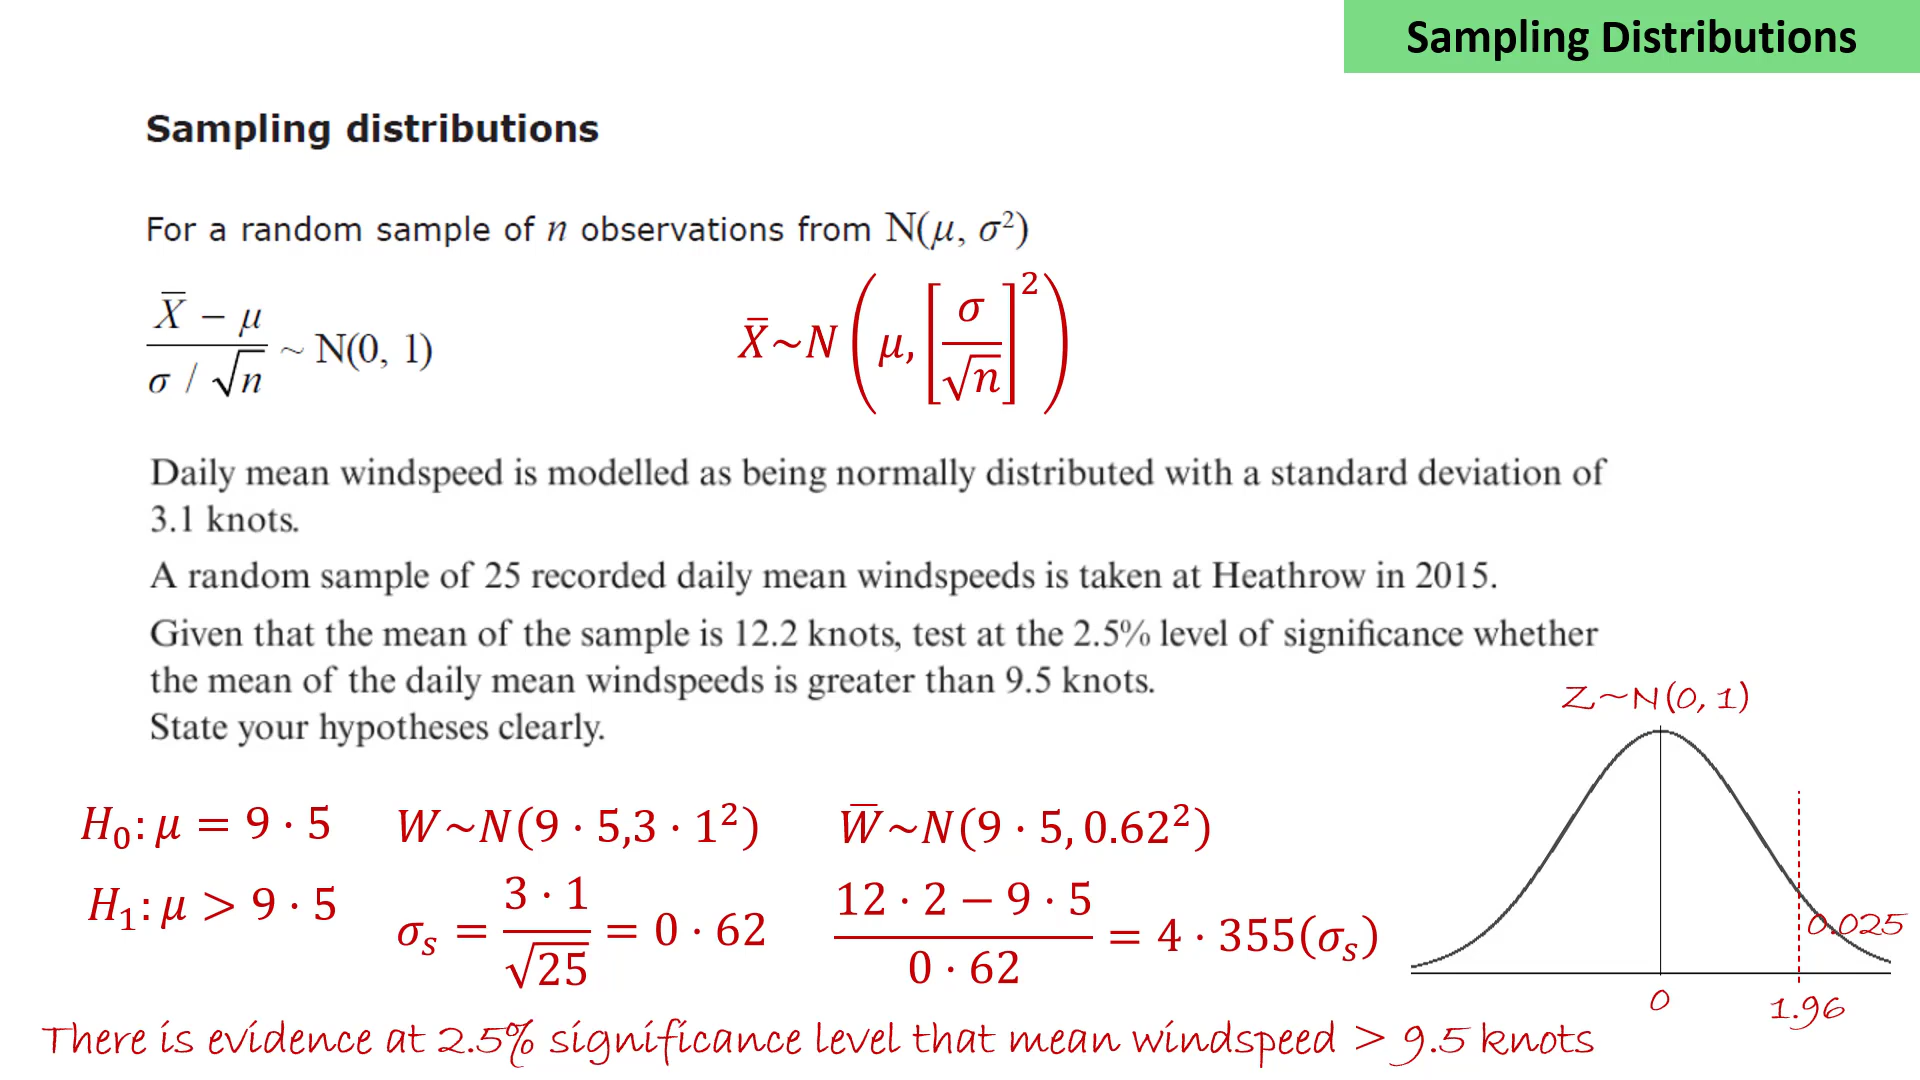 Sampling Distributions
Sampling distributions
For a random sample of n observations from N(μ, σ²)
(X̄ − μ) / (σ / √n) ~ N(0, 1)
X̄~N(μ, [σ/√n]²)
Daily mean windspeed is modelled as being normally distributed with a standard deviation of
3.1 knots.
A random sample of 25 recorded daily mean windspeeds is taken at Heathrow in 2015.
Given that the mean of the sample is 12.2 knots, test at the 2.5% level of significance whether
the mean of the daily mean windspeeds is greater than 9.5 knots.
State your hypotheses clearly.
Z~N(0, 1)
H₀: μ = 9 · 5
W~N(9 · 5,3 · 1²)
W̄~N(9 · 5, 0.62²)
H₁: μ > 9 · 5
σₛ = 3 · 1 / √25 = 0 · 62
(12 · 2 − 9 · 5) / 0 · 62 = 4 · 355(σₛ)
0.025
0
1.96
There is evidence at 2.5% significance level that mean windspeed > 9.5 knots